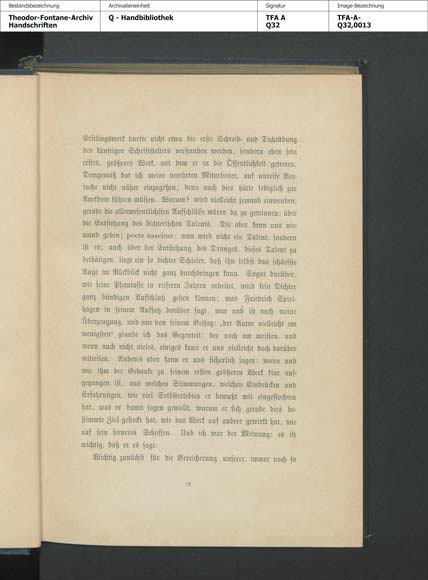 Bestandsbezeichnung
Theodor-Fontane-Archiv
Handschriften
Archivalieneinheit
Q - Handbibliothek
Signatur
TFA A
Q32
Image-Bezeichnung
TFA-A-
Q32,0013
Erstlingswerk durfte nicht etwa die erste Schreib- und Dichtübung
des künftigen Schriftstellers verstanden werden, sondern eben sein
erstes, größeres Werk, mit dem er in die Öffentlichkeit getreten.
Demgemäß bat ich meine verehrten Mitarbeiter, auf unreife Ver-
suche nicht näher einzugehen, denn auch dies hätte lediglich zur
Anekdote führen müssen. Warum? wird vielleicht jemand einwenden,
gerade die allerwesentlichsten Aufschlüsse wären da zu gewinnen: über
die Entstehung des dichterischen Talents. Die aber kann uns nie-
mand geben; poeta nascitur: man wird nicht ein Talent, sondern
ist es; auch über der Entstehung des Dranges, dieses Talent zu
bethätigen, liegt ein so dichter Schleier, daß ihn selbst das schärfste
Auge im Rückblick nicht ganz durchdringen kann. Sogar darüber,
wie seine Phantasie in reiferen Jahren arbeitet, wird kein Dichter
ganz bündigen Aufschluß geben können; was Friedrich Spiel-
hagen in seinem Aufsatz darüber sagt, war und ist auch meine
Überzeugung, und nur von seinem Beisatz: „der Autor vielleicht am
wenigsten“ glaube ich das Gegenteil: der noch am meisten, und
wenn auch nicht vieles, einiges kann er uns vielleicht doch darüber
mitteilen. Anderes aber kann er uns sicherlich sagen: wann und
wie ihm der Gedanke zu seinem ersten größeren Werk klar auf-
gegangen ist, aus welchen Stimmungen, welchen Eindrücken und
Erfahrungen, wie viel Selbsterlebtes er bewußt mit eingeflochten
hat, was er damit sagen gewollt, warum er sich gerade dies be-
stimmte Ziel gesteckt hat, wie das Werk auf andere gewirkt hat, wie
auf sein ferneres Schaffen. Und ich war der Meinung: es ist
wichtig, daß er es sage.
Wichtig zunächst für die Bereicherung unserer, immer noch so